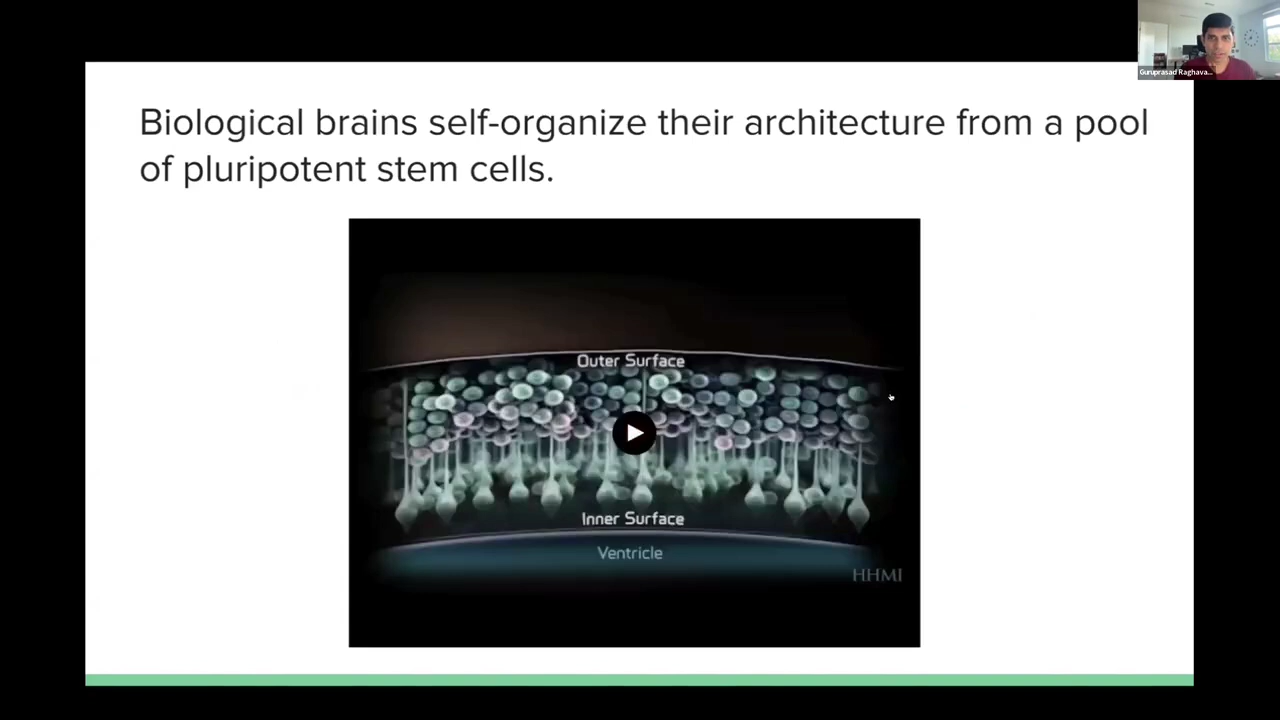 Guruprasad Raghava...
Biological brains self-organize their architecture from a pool
of pluripotent stem cells.
Outer Surface
Inner Surface
Ventricle
HHMI